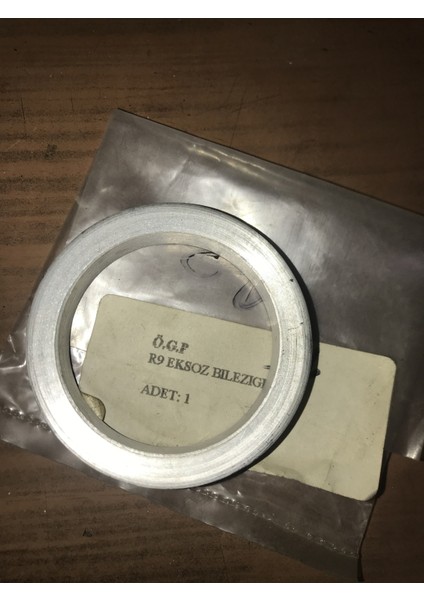 Ö.G.P
R9 EKSOZ BILEZIGI
ADET: 1